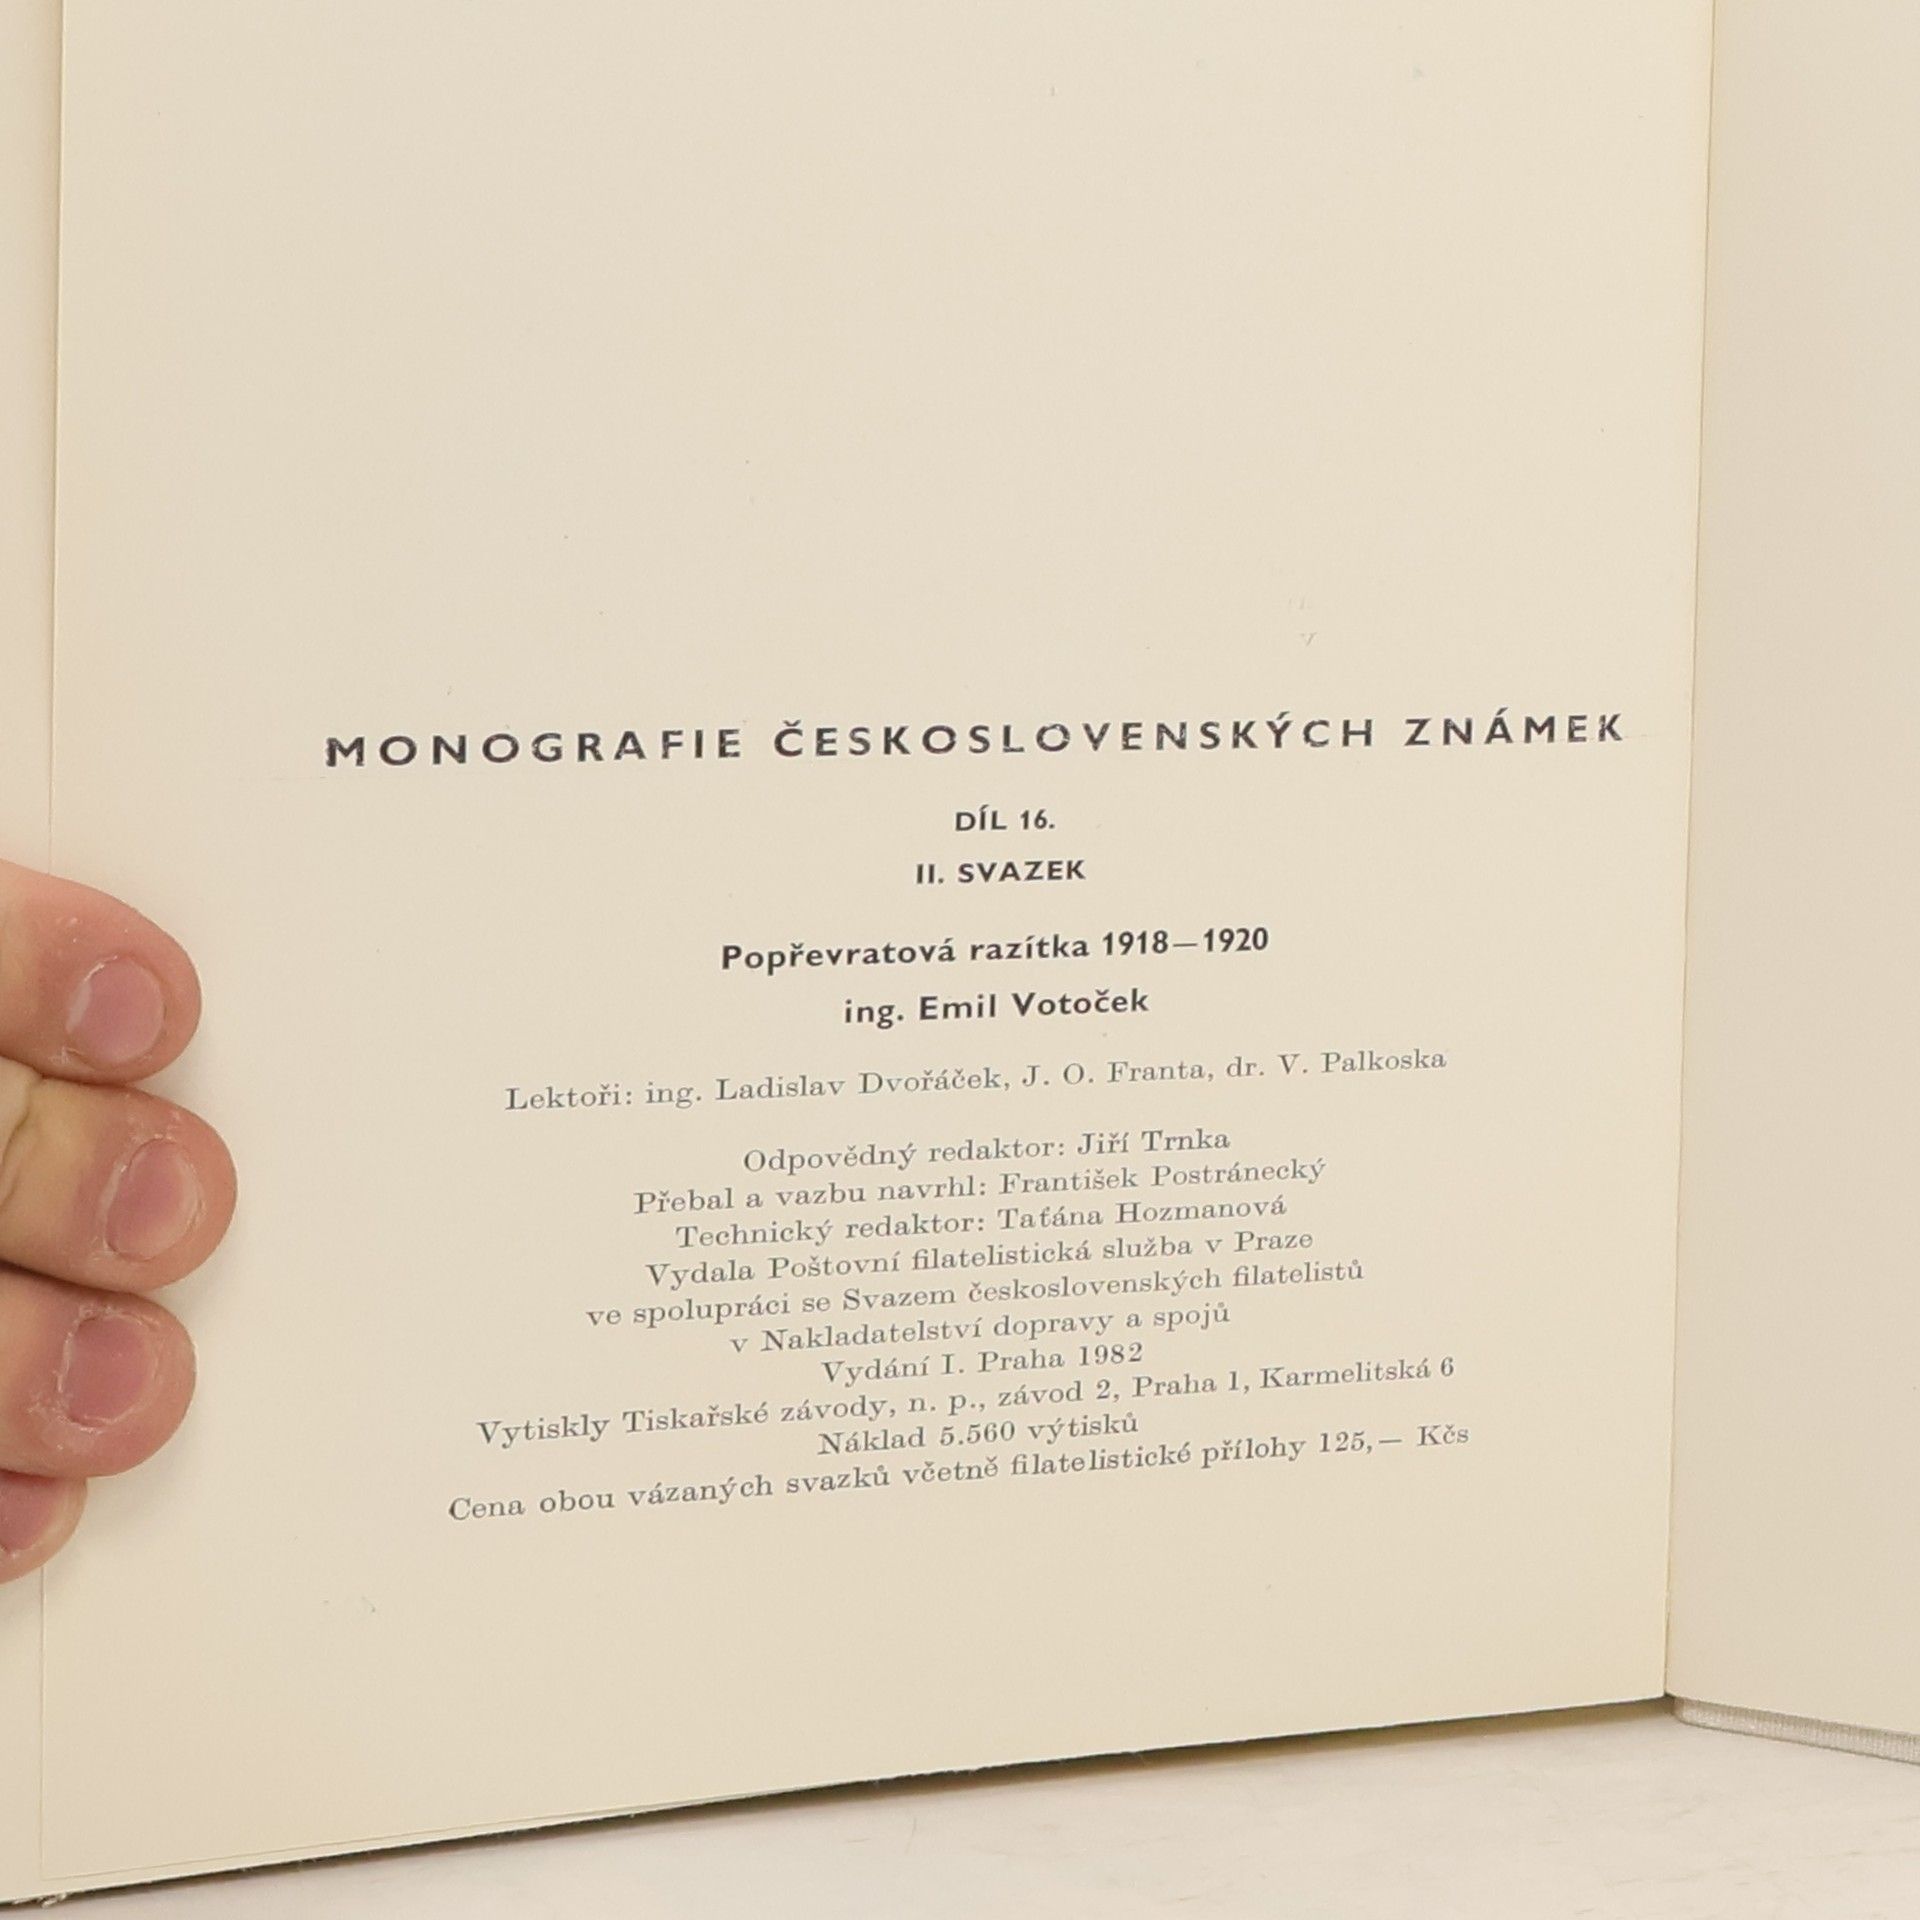 MONOGRAFIE ČESKOSLOVENSKÝCH ZNÁMEK
DÍL 16.
II. SVAZEK
Popřevratová razítka 1918—1920
ing. Emil Votoček
Lektoři: ing. Ladislav Dvořáček, J. O. Franta, dr. V. Palkoska
Odpovědný redaktor: Jiří Trnka
Přebal a vazbu navrhl: František Postránecký
Technický redaktor: Taťána Hozmanová
Vydala Poštovní filatelistická služba v Praze
ve spolupráci se Svazem československých filatelistů
v Nakladatelství dopravy a spojů
Vydání I. Praha 1982
Vytiskly Tiskařské závody, n. p., závod 2, Praha 1, Karmelitská 6
Náklad 5.560 výtisků
Cena obou vázaných svazků včetně filatelistické přílohy 125,— Kčs